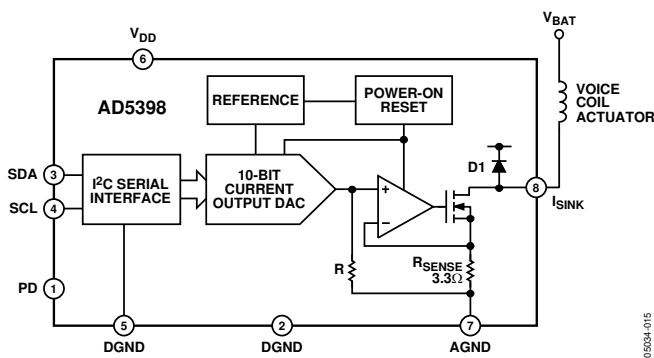 V_BAT
V_DD
6
AD5398
REFERENCE
POWER-ON
RESET
VOICE
COIL
ACTUATOR
D1
SDA
3
SCL
4
I²C SERIAL
INTERFACE
10-BIT
CURRENT
OUTPUT DAC
+
–
8
I_SINK
PD
1
R
R_SENSE
3.3Ω
5
2
7
DGND
DGND
AGND
05034-015